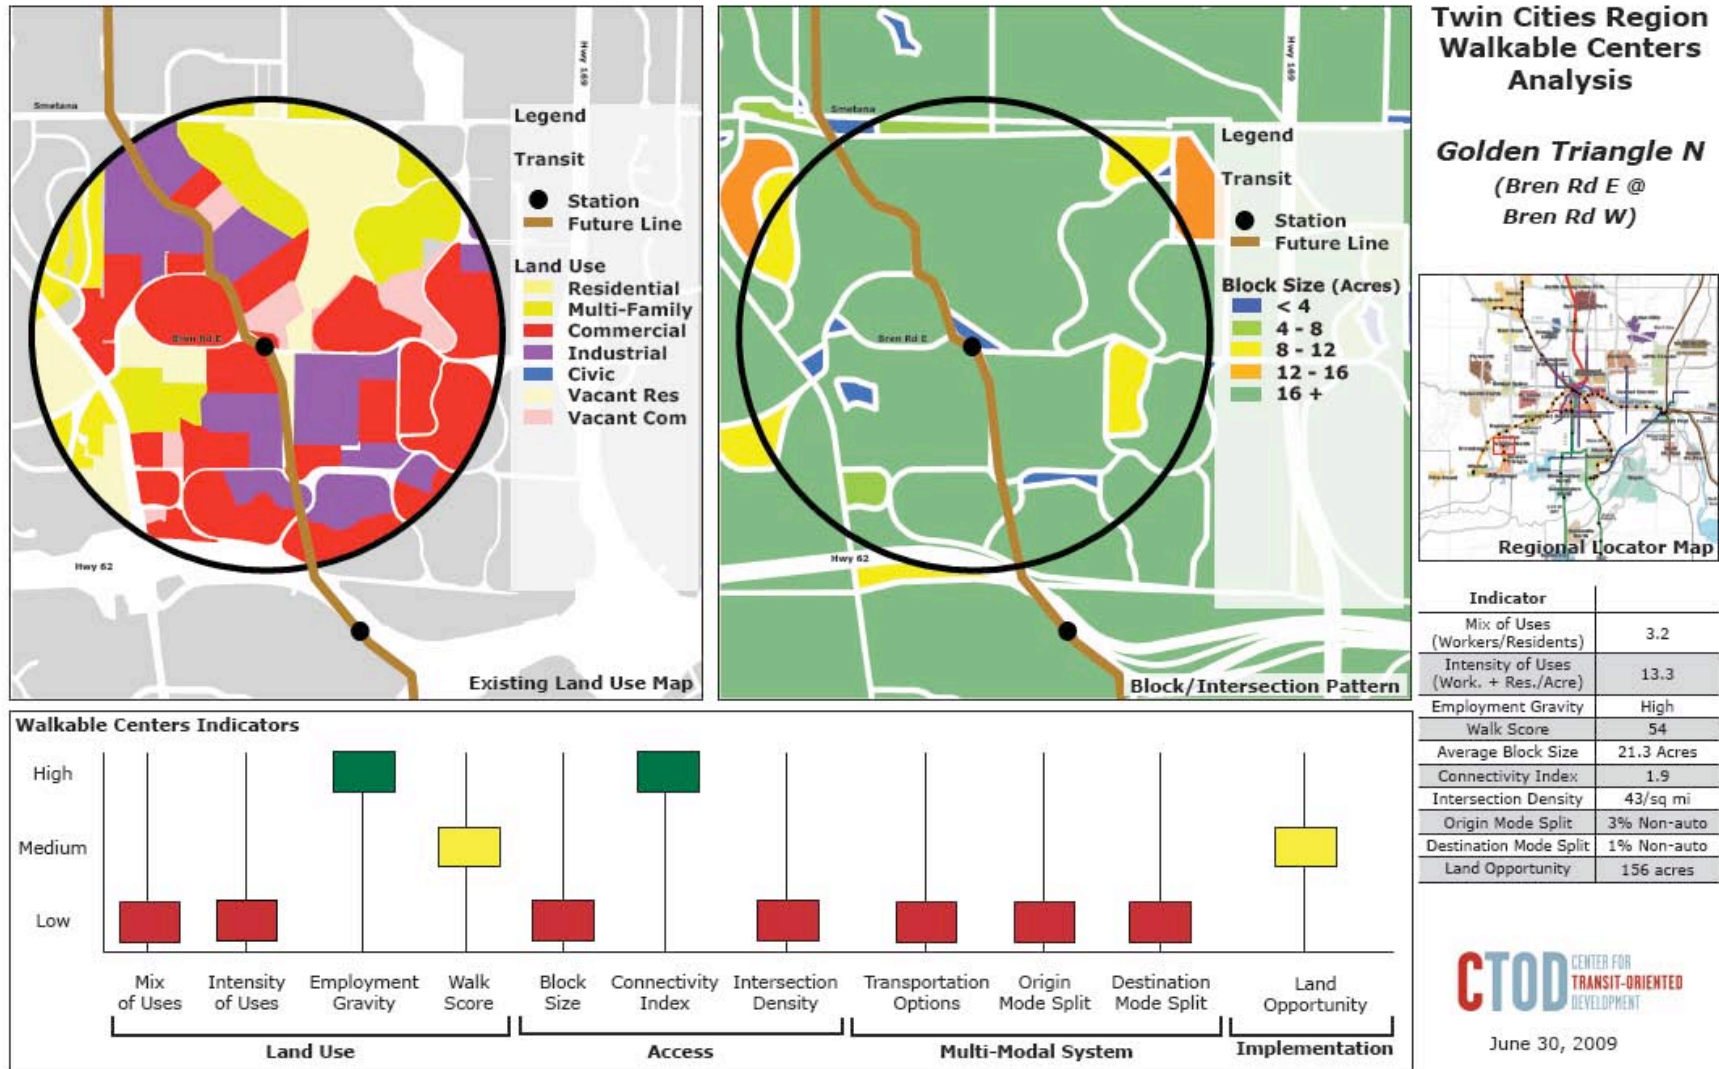 Smetana
Hwy 169
Legend
Transit
Station
Future Line
Land Use
Residential
Multi-Family
Commercial
Industrial
Civic
Vacant Res
Vacant Com
Bren Rd E
Hwy 62
Existing Land Use Map
Smetana
Hwy 169
Legend
Transit
Station
Future Line
Block Size (Acres)
< 4
4 - 8
8 - 12
12 - 16
16 +
Bren Rd E
Hwy 62
Block/Intersection Pattern
Twin Cities Region
Walkable Centers
Analysis
Golden Triangle N
(Bren Rd E @
Bren Rd W)
Regional Locator Map
Indicator
Mix of Uses
(Workers/Residents) 3.2
Intensity of Uses
(Work. + Res./Acre) 13.3
Employment Gravity High
Walk Score 54
Average Block Size 21.3 Acres
Connectivity Index 1.9
Intersection Density 43/sq mi
Origin Mode Split 3% Non-auto
Destination Mode Split 1% Non-auto
Land Opportunity 156 acres
Walkable Centers Indicators
High
Medium
Low
Mix
of Uses
Intensity
of Uses
Employment
Gravity
Walk
Score
Block
Size
Connectivity
Index
Intersection
Density
Transportation
Options
Origin
Mode Split
Destination
Mode Split
Land
Opportunity
Land Use
Access
Multi-Modal System
Implementation
CTOD
CENTER FOR
TRANSIT-ORIENTED
DEVELOPMENT
June 30, 2009